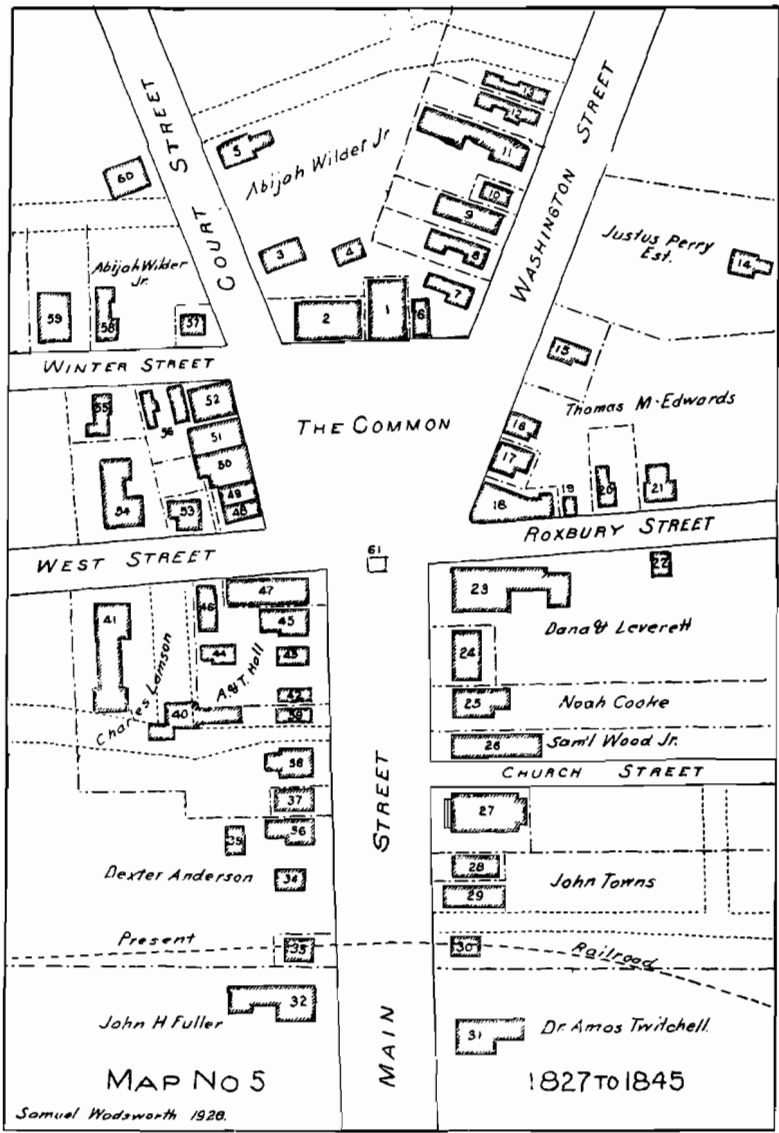 COURT STREET
WASHINGTON STREET
Abijah Wilder Jr
Justus Perry
Est.
Abijah Wilder
Jr.
WINTER STREET
THE COMMON
Thomas M. Edwards
ROXBURY STREET
WEST STREET
Charles Lamson
A & T. Hall
Dana & Leverett
Noah Cooke
Sam'l Wood Jr.
CHURCH STREET
Dexter Anderson
John Towns
Present
Railroad
John H Fuller
Dr. Amos Twitchell.
MAIN STREET
MAP NO 5
1827 TO 1845
Samuel Wadsworth 1928.
1
2
3
4
5
6
7
8
9
10
11
12
13
14
15
16
17
18
19
20
21
22
23
24
25
26
27
28
29
30
31
32
33
34
35
36
37
38
39
40
41
42
43
44
45
46
47
48
49
50
51
52
53
54
55
56
57
58
59
60
61